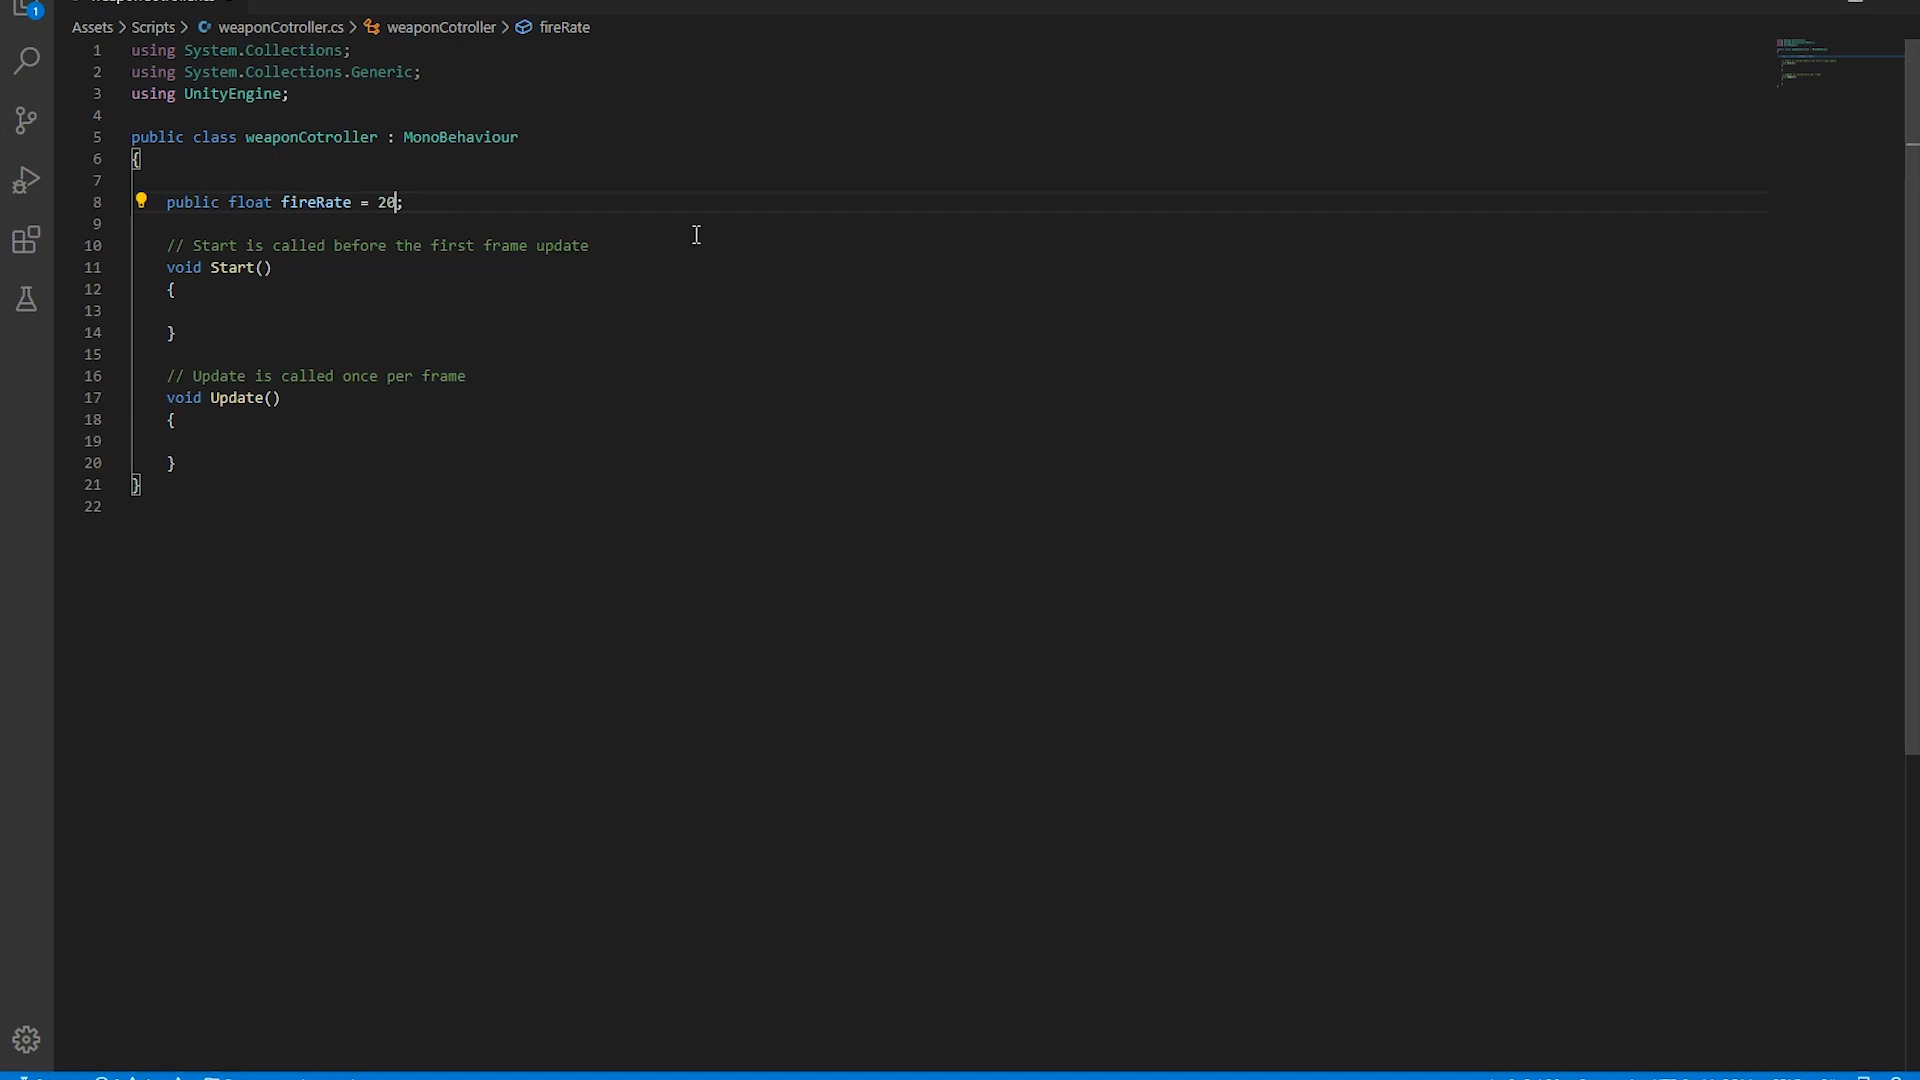 1
Assets > Scripts > weaponCotroller.cs > weaponCotroller > fireRate
1 using System.Collections;
2 using System.Collections.Generic;
3 using UnityEngine;
4
5 public class weaponCotroller : MonoBehaviour
6 {
7
8 public float fireRate = 20;
9
10 // Start is called before the first frame update
11 void Start()
12 {
13
14 }
15
16 // Update is called once per frame
17 void Update()
18 {
19
20 }
21 }
22